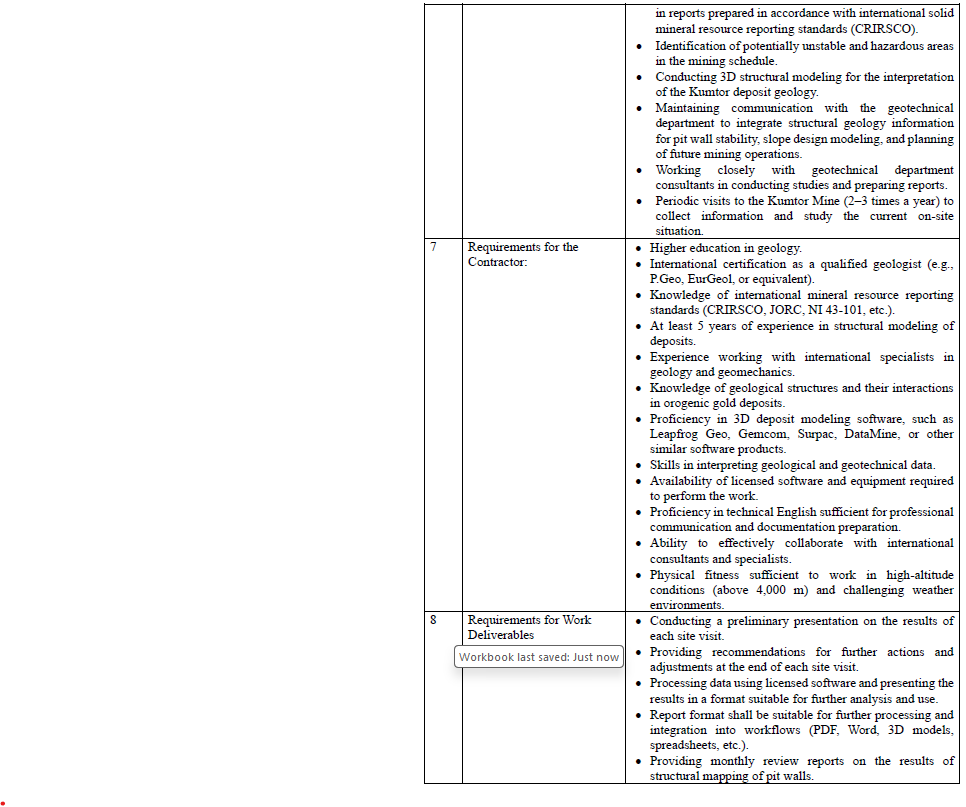 in reports prepared in accordance with international solid
mineral resource reporting standards (CRIRSCO).
• Identification of potentially unstable and hazardous areas
in the mining schedule.
• Conducting 3D structural modeling for the interpretation
of the Kumtor deposit geology.
• Maintaining communication with the geotechnical
department to integrate structural geology information
for pit wall stability, slope design modeling, and planning
of future mining operations.
• Working closely with geotechnical department
consultants in conducting studies and preparing reports.
• Periodic visits to the Kumtor Mine (2–3 times a year) to
collect information and study the current on-site
situation.
7
Requirements for the
Contractor:
• Higher education in geology.
• International certification as a qualified geologist (e.g.,
P.Geo, EurGeol, or equivalent).
• Knowledge of international mineral resource reporting
standards (CRIRSCO, JORC, NI 43-101, etc.).
• At least 5 years of experience in structural modeling of
deposits.
• Experience working with international specialists in
geology and geomechanics.
• Knowledge of geological structures and their interactions
in orogenic gold deposits.
• Proficiency in 3D deposit modeling software, such as
Leapfrog Geo, Gemcom, Surpac, DataMine, or other
similar software products.
• Skills in interpreting geological and geotechnical data.
• Availability of licensed software and equipment required
to perform the work.
• Proficiency in technical English sufficient for professional
communication and documentation preparation.
• Ability to effectively collaborate with international
consultants and specialists.
• Physical fitness sufficient to work in high-altitude
conditions (above 4,000 m) and challenging weather
environments.
8
Requirements for Work
Deliverables
Workbook last saved: Just now
• Conducting a preliminary presentation on the results of
each site visit.
• Providing recommendations for further actions and
adjustments at the end of each site visit.
• Processing data using licensed software and presenting the
results in a format suitable for further analysis and use.
• Report format shall be suitable for further processing and
integration into workflows (PDF, Word, 3D models,
spreadsheets, etc.).
• Providing monthly review reports on the results of
structural mapping of pit walls.